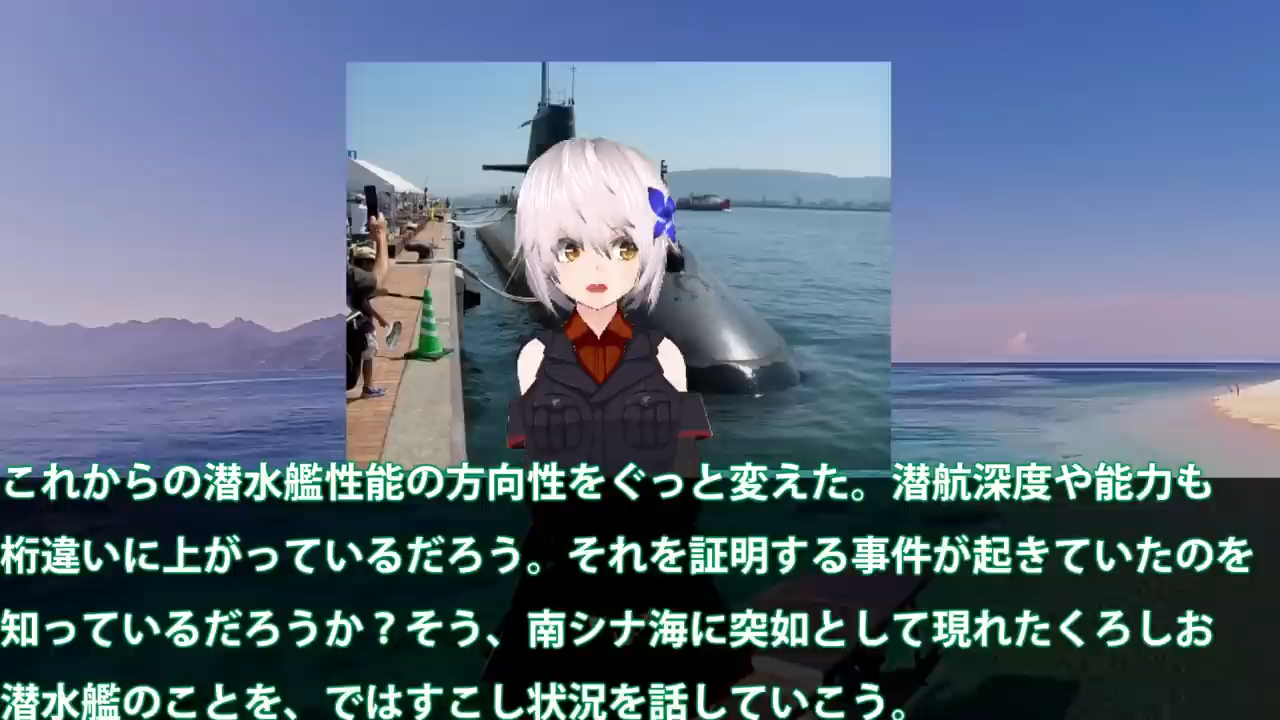 これからの潜水艦性能の方向性をぐっと変えた。潜航深度や能力も
桁違いに上がっているだろう。それを証明する事件が起きていたのを
知っているだろうか？そう、南シナ海に突如として現れたくろしお
潜水艦のことを、ではすこし状況を話していこう。